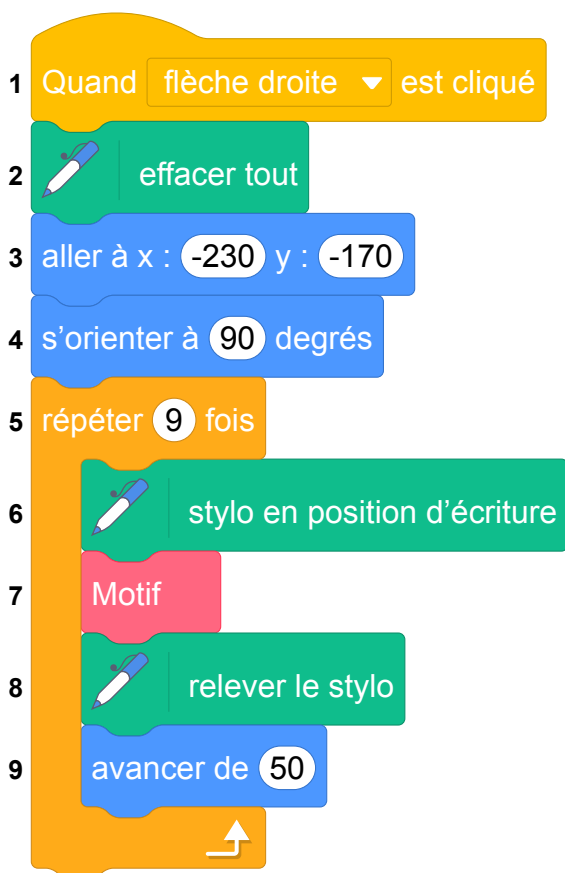 1 Quand flèche droite est cliqué
2 effacer tout
3 aller à x : -230 y : -170
4 s’orienter à 90 degrés
5 répéter 9 fois
6 stylo en position d’écriture
7 Motif
8 relever le stylo
9 avancer de 50